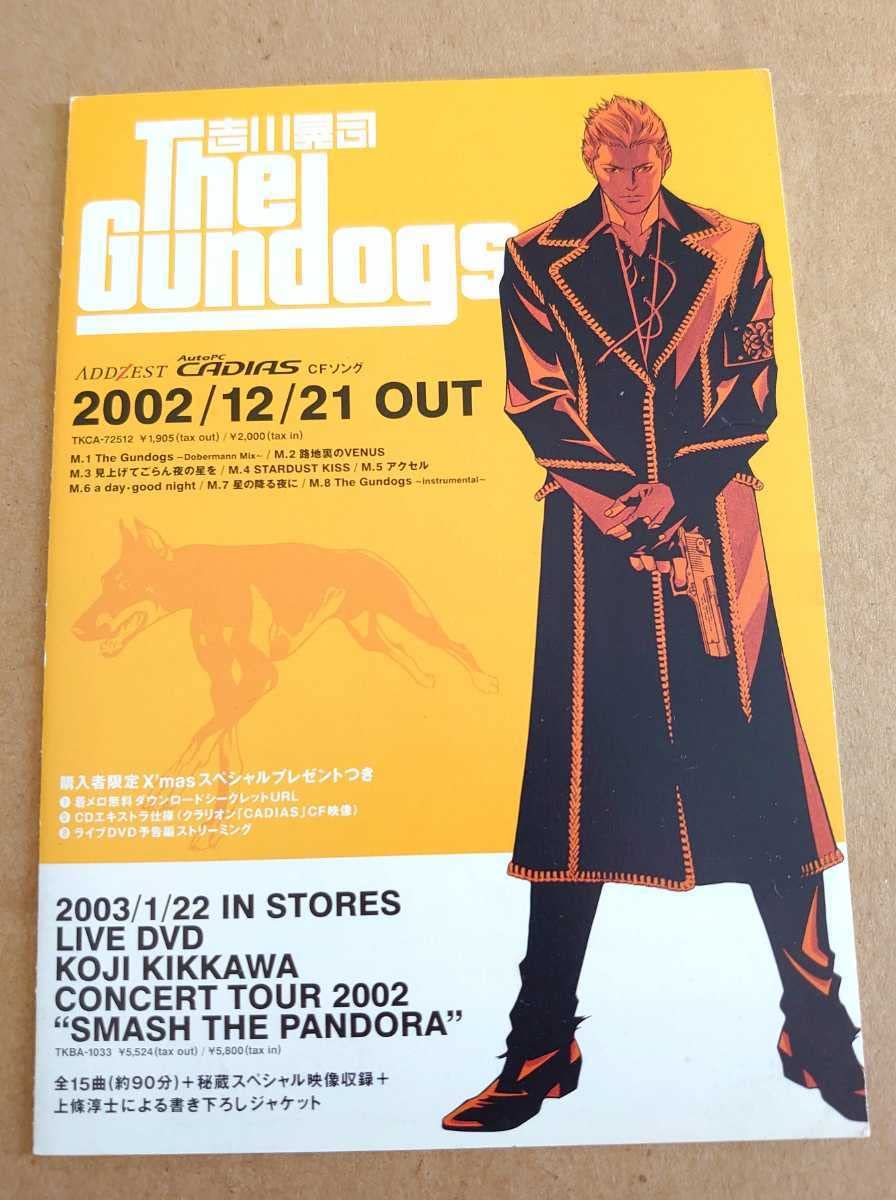 吉川晃司
The
Gundogs
ADDZEST AutoPC CADIAS CFソング
2002/12/21 OUT
TKCA-72512 ¥1,905(tax out) / ¥2,000(tax in)
M.1 The Gundogs ~Dobermann Mix~ / M.2 路地裏のVENUS
M.3 見上げてごらん夜の星を / M.4 STARDUST KISS / M.5 アクセル
M.6 a day・good night / M.7 星の降る夜に / M.8 The Gundogs ~instrumental~
購入者限定X'masスペシャルプレゼントつき
❶着メロ無料ダウンロードシークレットURL
❷CDエキストラ仕様(クラリオン「CADIAS」CF映像)
❸ライブDVD予告編ストリーミング
2003/1/22 IN STORES
LIVE DVD
KOJI KIKKAWA
CONCERT TOUR 2002
“SMASH THE PANDORA”
TKBA-1033 ¥5,524(tax out) / ¥5,800(tax in)
全15曲(約90分)+秘蔵スペシャル映像収録+
上條淳士による書き下ろしジャケット